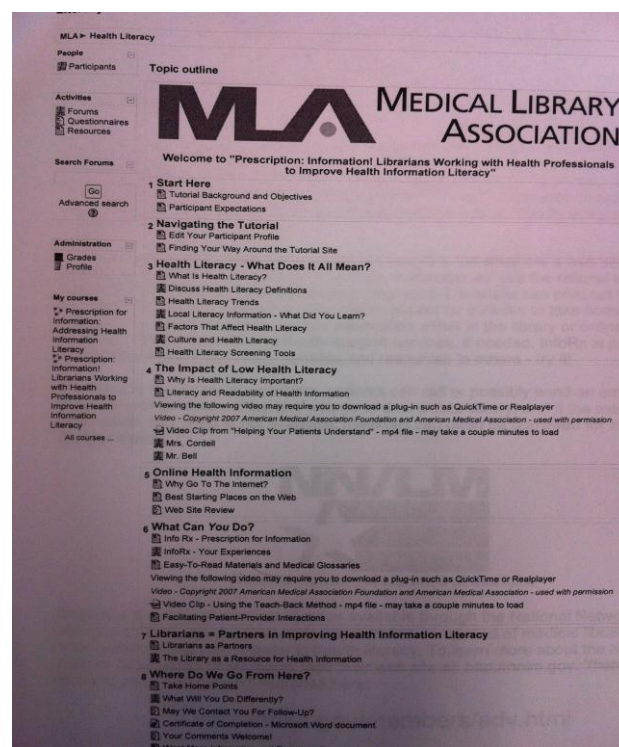 MLA ► Health Literacy
People
Participants
Activities
Forums
Questionnaires
Resources
Search Forums
Go
Advanced search
Administration
Grades
Profile
My courses
Prescription for
Information:
Addressing Health
Information
Literacy
Prescription:
Information!
Librarians Working
with Health
Professionals to
Improve Health
Information
Literacy
All courses ...
Topic outline
MLA MEDICAL LIBRARY
ASSOCIATION
Welcome to "Prescription: Information! Librarians Working with Health Professionals
to Improve Health Information Literacy"
1 Start Here
Tutorial Background and Objectives
Participant Expectations
2 Navigating the Tutorial
Edit Your Participant Profile
Finding Your Way Around the Tutorial Site
3 Health Literacy - What Does It All Mean?
What Is Health Literacy?
Discuss Health Literacy Definitions
Health Literacy Trends
Local Literacy Information - What Did You Learn?
Factors That Affect Health Literacy
Culture and Health Literacy
Health Literacy Screening Tools
4 The Impact of Low Health Literacy
Why Is Health Literacy Important?
Literacy and Readability of Health Information
Viewing the following video may require you to download a plug-in such as QuickTime or Realplayer
Video - Copyright 2007 American Medical Association Foundation and American Medical Association - used with permission
Video Clip from "Helping Your Patients Understand" - mp4 file - may take a couple minutes to load
Mrs. Cordell
Mr. Bell
5 Online Health Information
Why Go To The Internet?
Best Starting Places on the Web
Web Site Review
6 What Can You Do?
Info Rx - Prescription for Information
InfoRx - Your Experiences
Easy-To-Read Materials and Medical Glossaries
Viewing the following video may require you to download a plug-in such as QuickTime or Realplayer
Video - Copyright 2007 American Medical Association Foundation and American Medical Association - used with permission
Video Clip - Using the Teach-Back Method - mp4 file - may take a couple minutes to load
Facilitating Patient-Provider Interactions
7 Librarians = Partners in Improving Health Information Literacy
Librarians as Partners
The Library as a Resource for Health Information
8 Where Do We Go From Here?
Take Home Points
What Will You Do Differently?
May We Contact You For Follow-Up?
Certificate of Completion - Microsoft Word document
Your Comments Welcome!